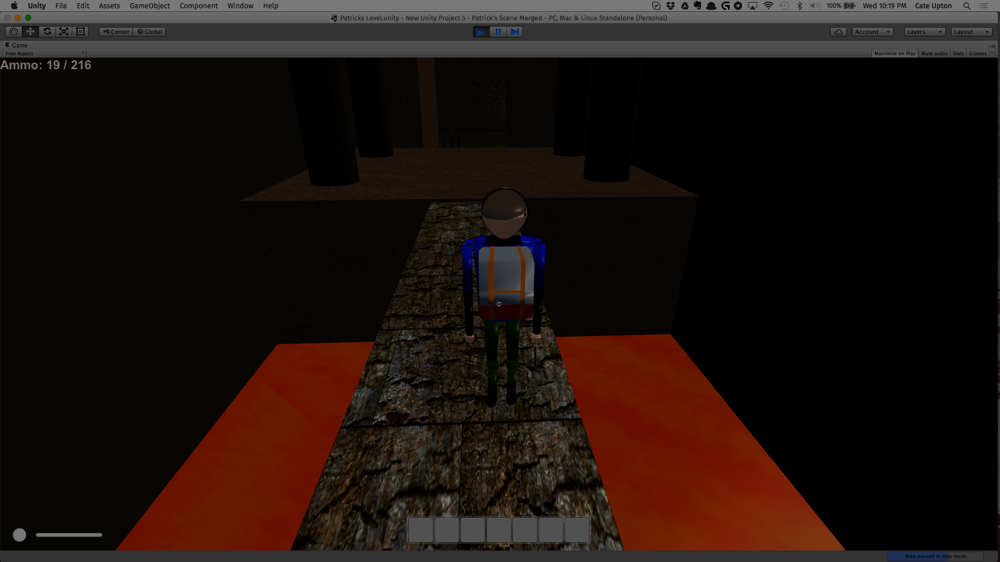 Unity File Edit Assets GameObject Component Window Help 100% Wed 10:19 PM Cate Upton
Patricks Level.unity - New Unity Project 5 - Patrick's Scene Merged - PC, Mac & Linux Standalone (Personal)
Center Global Account Layers Layout
Game
Free Aspect Maximize on Play Mute audio Stats Gizmos
Ammo: 19 / 216
Bake paused in play mode